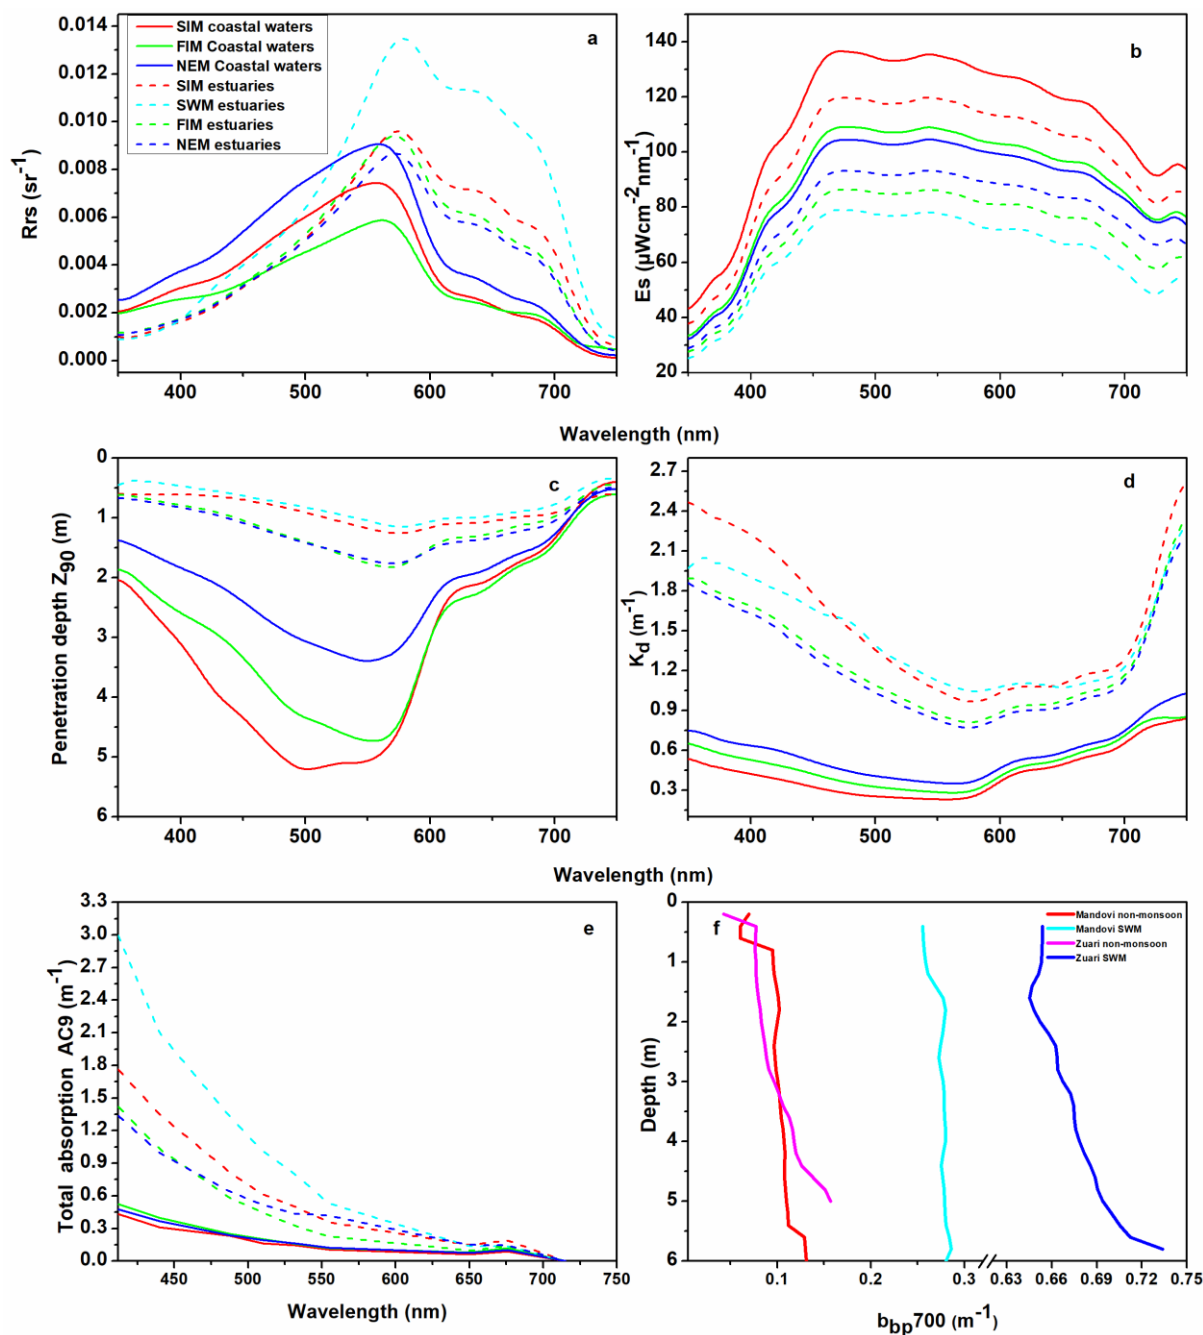 0.014
0.012
0.010
0.008
0.006
0.004
0.002
0.000
Rrs (sr-1)
SIM coastal waters
FIM Coastal waters
NEM Coastal waters
SIM estuaries
SWM estuaries
FIM estuaries
NEM estuaries
a
400 500 600 700
140
120
100
80
60
40
20
Es (µWcm-2nm-1)
b
400 500 600 700
Wavelength (nm)
0
1
2
3
4
5
6
Penetration depth Z90 (m)
c
400 500 600 700
2.7
2.4
2.1
1.8
1.5
1.2
0.9
0.6
0.3
Kd (m-1)
d
400 500 600 700
Wavelength (nm)
3.3
3.0
2.7
2.4
2.1
1.8
1.5
1.2
0.9
0.6
0.3
0.0
Total absorption AC9 (m-1)
e
450 500 550 600 650 700 750
Wavelength (nm)
0
1
2
3
4
5
6
Depth (m)
f
Mandovi non-monsoon
Mandovi SWM
Zuari non-monsoon
Zuari SWM
0.1 0.2 0.3 0.63 0.66 0.69 0.72 0.75
bbp700 (m-1)